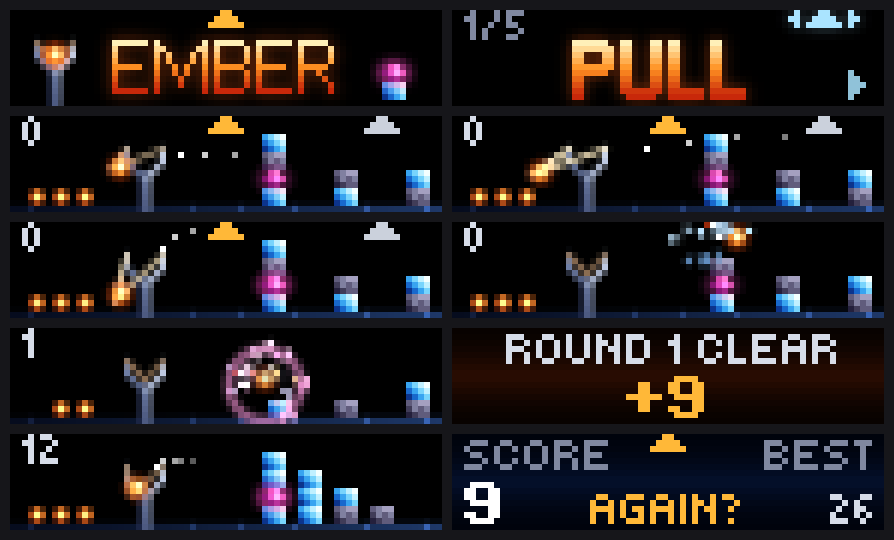 EMBER
1/5
PULL
0
0
0
0
1
ROUND 1 CLEAR
+9
12
SCORE BEST
9 AGAIN? 26